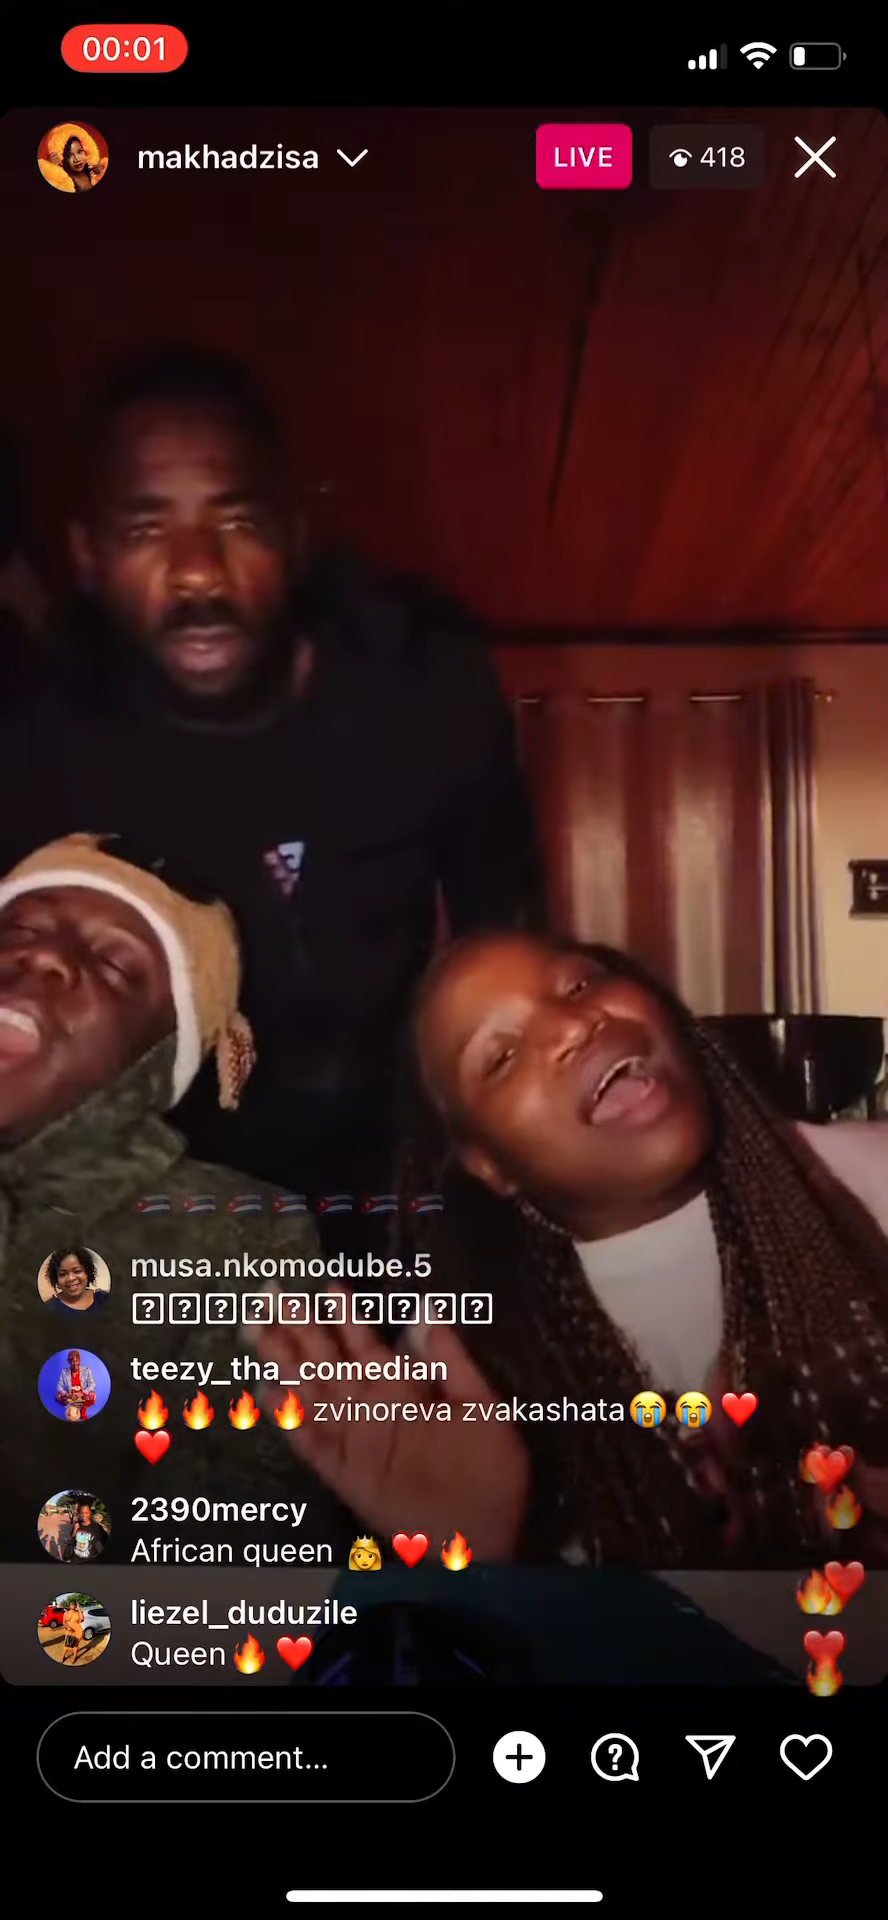 00:01
makhadzisa
LIVE
418
🇨🇺🇨🇺🇨🇺🇨🇺🇨🇺🇨🇺🇨🇺
musa.nkomodube.5
⍰⍰⍰⍰⍰⍰⍰⍰⍰⍰
teezy_tha_comedian
🔥🔥🔥🔥zvinoreva zvakashata😭😭❤️
❤️
2390mercy
African queen 👸❤️🔥
liezel_duduzile
Queen🔥❤️
Add a comment...